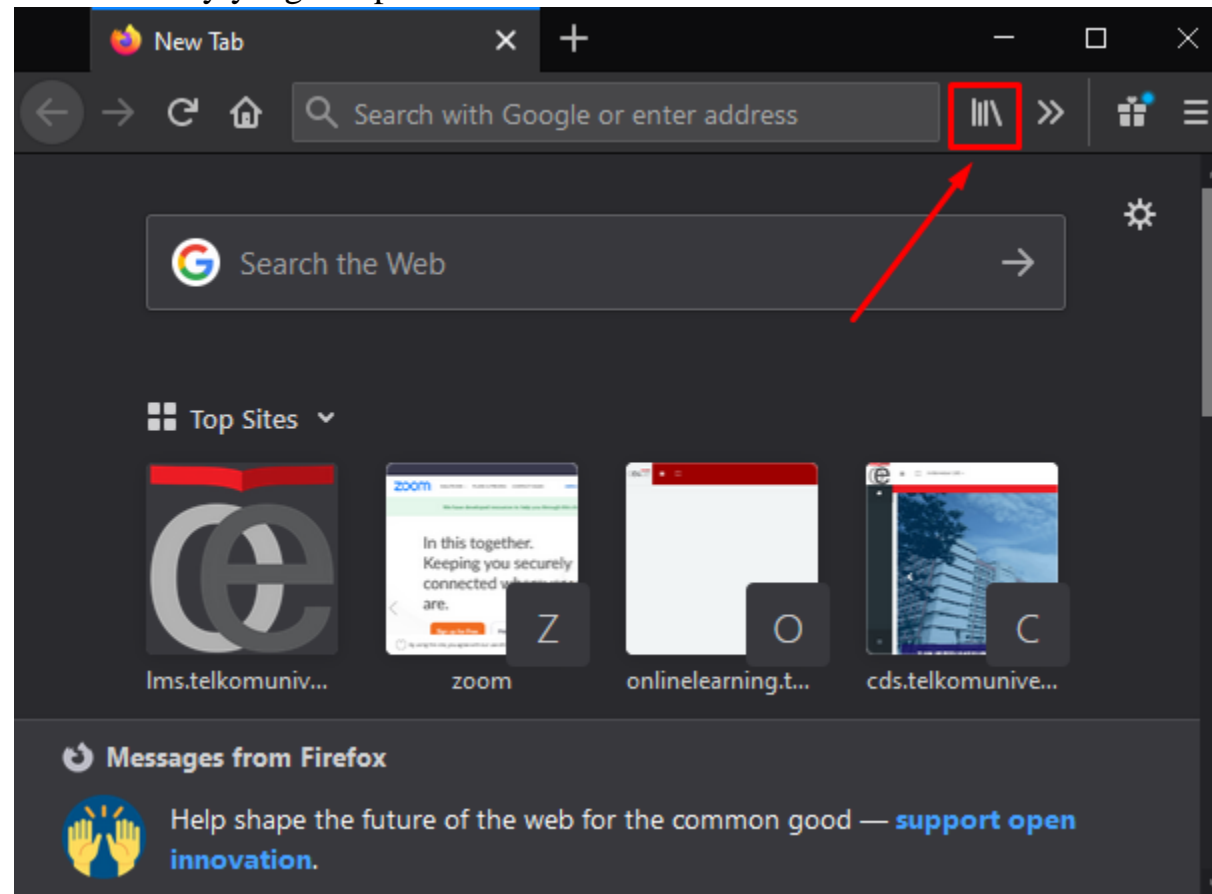 New Tab
Search with Google or enter address
Search the Web
Top Sites
zoom
In this together.
Keeping you securely
connected
are.
Z
O
C
lms.telkomuniv...
zoom
onlinelearning.t...
cds.telkomunive...
Messages from Firefox
Help shape the future of the web for the common good — support open
innovation.